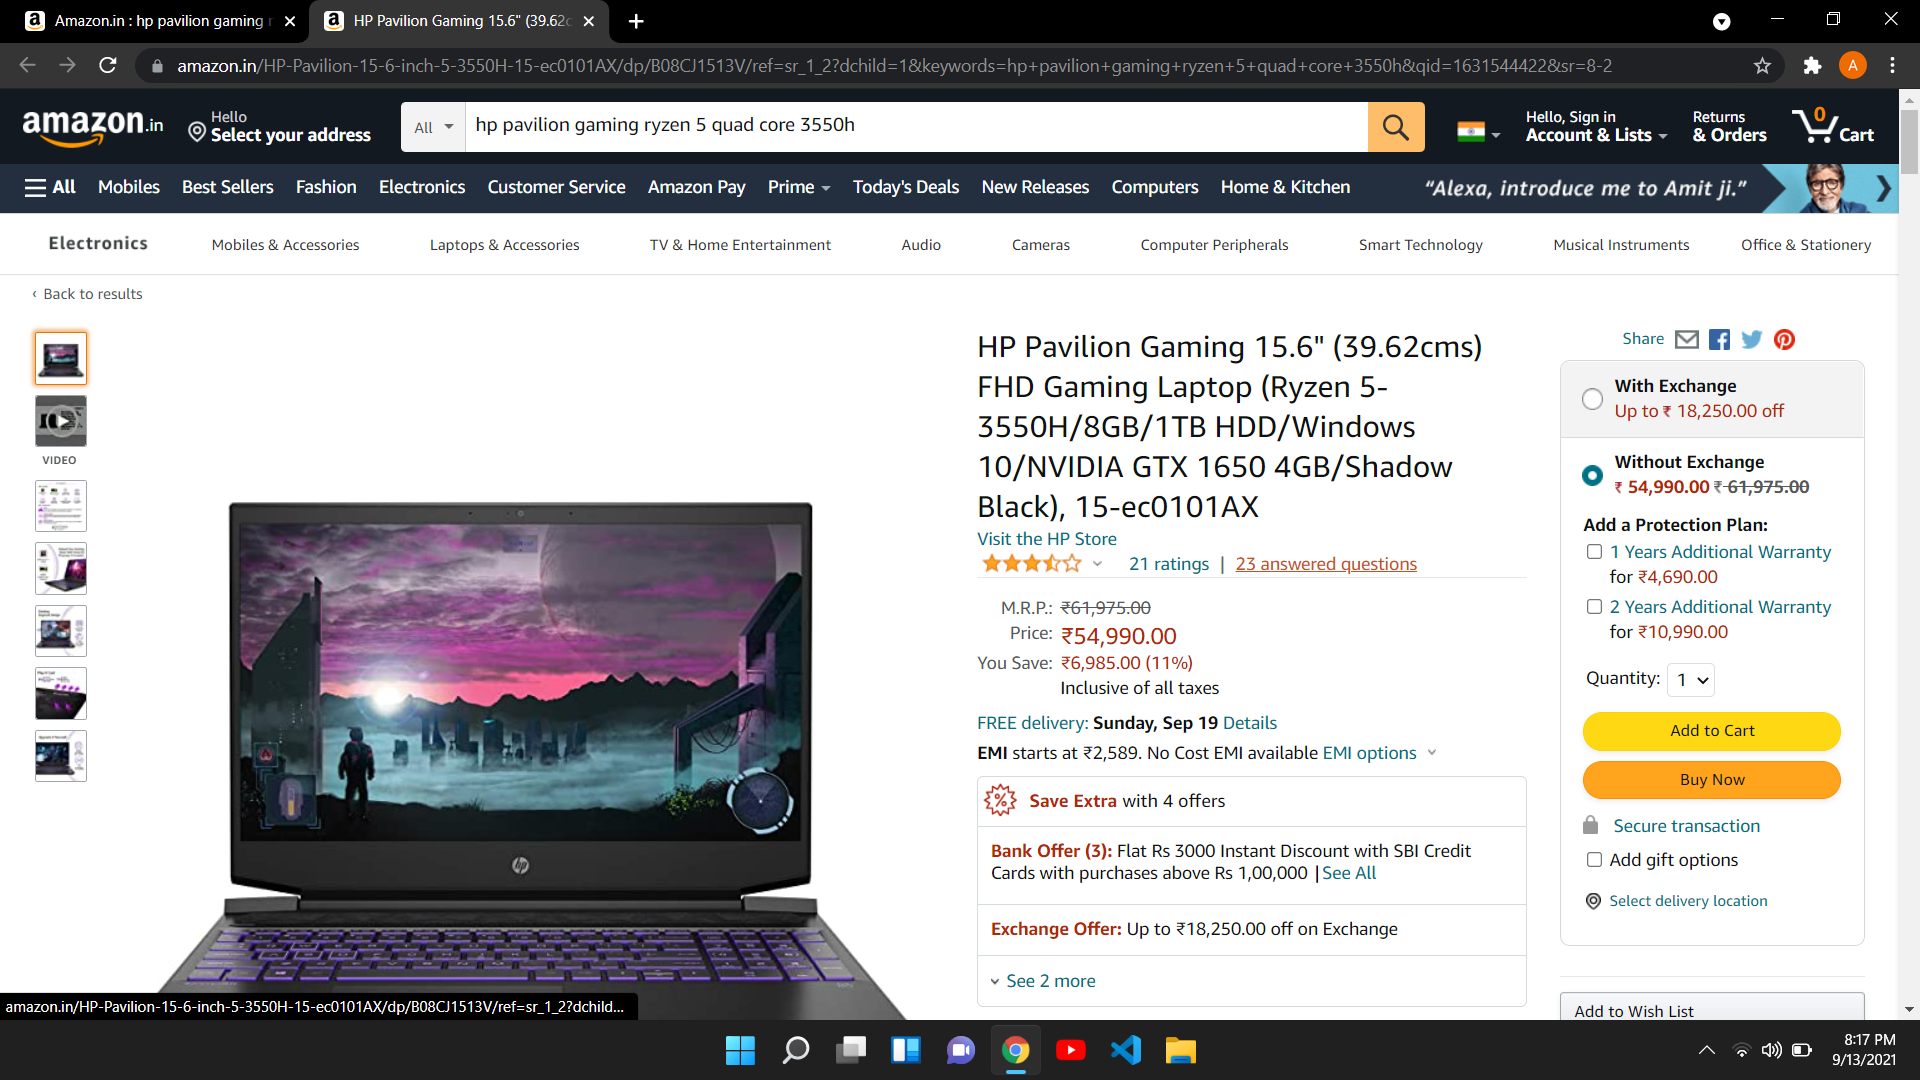 Amazon.in : hp pavilion gaming r
HP Pavilion Gaming 15.6" (39.62c
amazon.in/HP-Pavilion-15-6-inch-5-3550H-15-ec0101AX/dp/B08CJ1513V/ref=sr_1_2?dchild=1&keywords=hp+pavilion+gaming+ryzen+5+quad+core+3550h&qid=1631544422&sr=8-2
A
amazon.in
Hello
Select your address
All
hp pavilion gaming ryzen 5 quad core 3550h
Hello, Sign in
Account & Lists
Returns
& Orders
0
Cart
All
Mobiles
Best Sellers
Fashion
Electronics
Customer Service
Amazon Pay
Prime
Today's Deals
New Releases
Computers
Home & Kitchen
“Alexa, introduce me to Amit ji.”
Electronics
Mobiles & Accessories
Laptops & Accessories
TV & Home Entertainment
Audio
Cameras
Computer Peripherals
Smart Technology
Musical Instruments
Office & Stationery
‹ Back to results
VIDEO
hp
HP Pavilion Gaming 15.6" (39.62cms)
FHD Gaming Laptop (Ryzen 5-
3550H/8GB/1TB HDD/Windows
10/NVIDIA GTX 1650 4GB/Shadow
Black), 15-ec0101AX
Visit the HP Store
21 ratings | 23 answered questions
M.R.P.: ₹61,975.00
Price: ₹54,990.00
You Save: ₹6,985.00 (11%)
Inclusive of all taxes
FREE delivery: Sunday, Sep 19 Details
EMI starts at ₹2,589. No Cost EMI available EMI options
Save Extra with 4 offers
Bank Offer (3): Flat Rs 3000 Instant Discount with SBI Credit
Cards with purchases above Rs 1,00,000 | See All
Exchange Offer: Up to ₹18,250.00 off on Exchange
See 2 more
Share
With Exchange
Up to ₹ 18,250.00 off
Without Exchange
₹ 54,990.00 ₹ 61,975.00
Add a Protection Plan:
1 Years Additional Warranty
for ₹4,690.00
2 Years Additional Warranty
for ₹10,990.00
Quantity: 1
Add to Cart
Buy Now
Secure transaction
Add gift options
Select delivery location
Add to Wish List
amazon.in/HP-Pavilion-15-6-inch-5-3550H-15-ec0101AX/dp/B08CJ1513V/ref=sr_1_2?dchild...
8:17 PM
9/13/2021